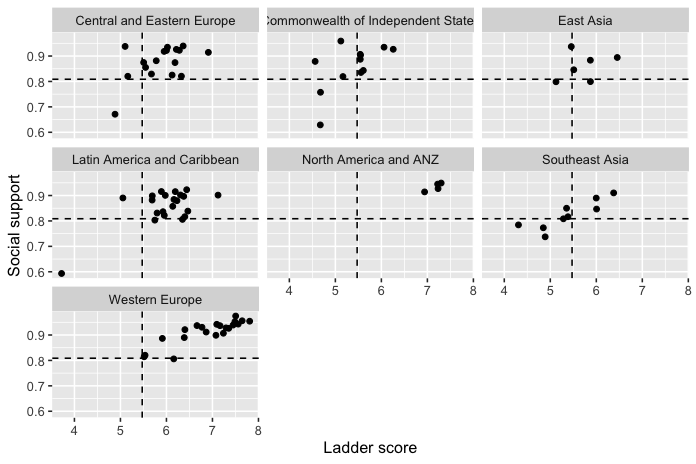 Central and Eastern Europe
Commonwealth of Independent State
East Asia
0.9
0.8
0.7
0.6
Latin America and Caribbean
North America and ANZ
Southeast Asia
0.9
0.8
0.7
0.6
4 5 6 7 8
4 5 6 7 8
Western Europe
0.9
0.8
0.7
0.6
4 5 6 7 8
Social support
Ladder score